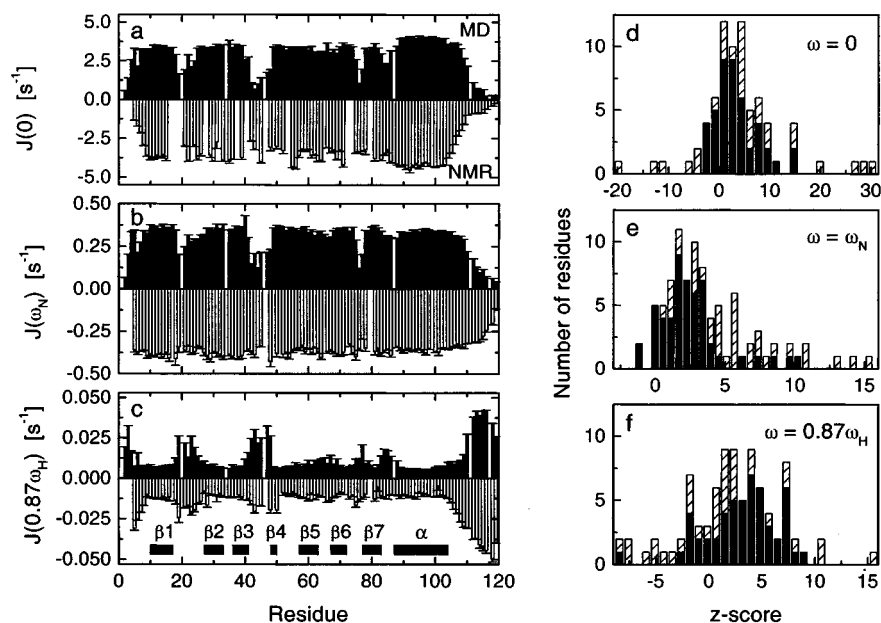 a
MD
J(0) [s⁻¹]
5.0
2.5
0.0
-2.5
-5.0
NMR
b
J(ω_N) [s⁻¹]
0.50
0.25
0.00
-0.25
-0.50
c
J(0.87ω_H) [s⁻¹]
0.050
0.025
0.000
-0.025
-0.050
β1 β2 β3 β4 β5 β6 β7 α
0 20 40 60 80 100 120
Residue
d
ω = 0
10
5
0
-20 -10 0 10 20 30
e
ω = ω_N
Number of residues
10
5
0
0 5 10 15
f
ω = 0.87ω_H
10
5
0
-5 0 5 10 15
z-score